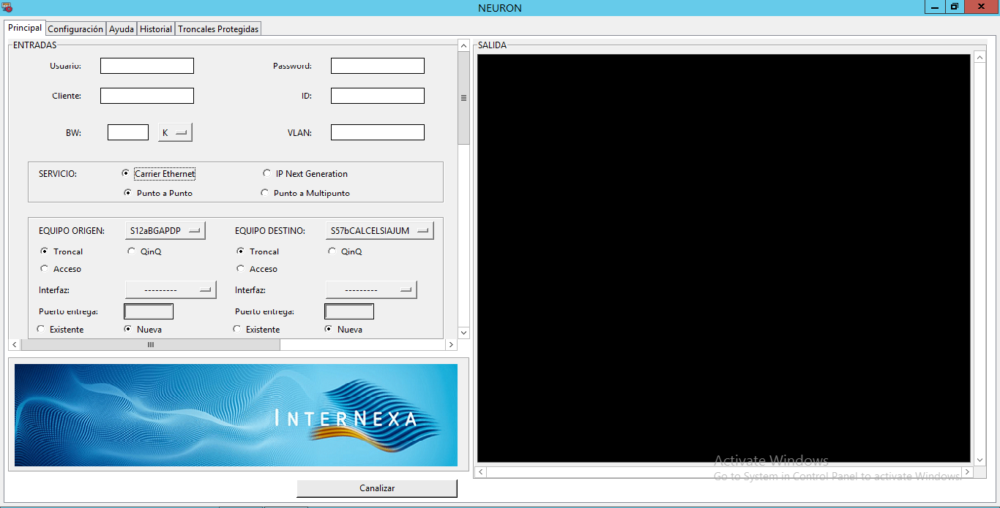 NEURON
Principal Configuración Ayuda Historial Troncales Protegidas
ENTRADAS
Usuario: Password:
Cliente: ID:
BW: K VLAN:
SERVICIO: Carrier Ethernet IP Next Generation
Punto a Punto Punto a Multipunto
EQUIPO ORIGEN: S12aBGAPDP EQUIPO DESTINO: S57bCALCELSIAJUM
Troncal QinQ Troncal QinQ
Acceso Acceso
Interfaz: --------- Interfaz: ---------
Puerto entrega: Puerto entrega:
Existente Nueva Existente Nueva
INTERNEXA
Canalizar
SALIDA
Activate Windows
Go to System in Control Panel to activate Windows.